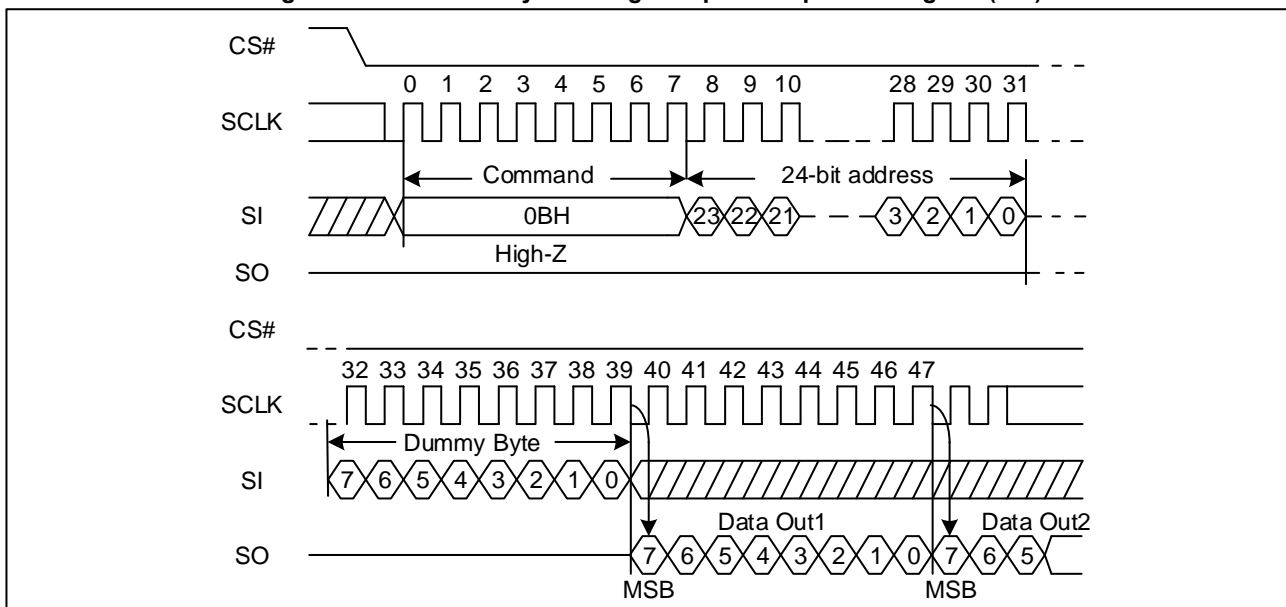 CS#
0 1 2 3 4 5 6 7 8 9 10 28 29 30 31
SCLK
Command 24-bit address
SI 0BH 23 22 21 3 2 1 0
High-Z
SO
CS#
32 33 34 35 36 37 38 39 40 41 42 43 44 45 46 47
SCLK
Dummy Byte
SI 7 6 5 4 3 2 1 0
Data Out1 Data Out2
SO 7 6 5 4 3 2 1 0 7 6 5
MSB MSB